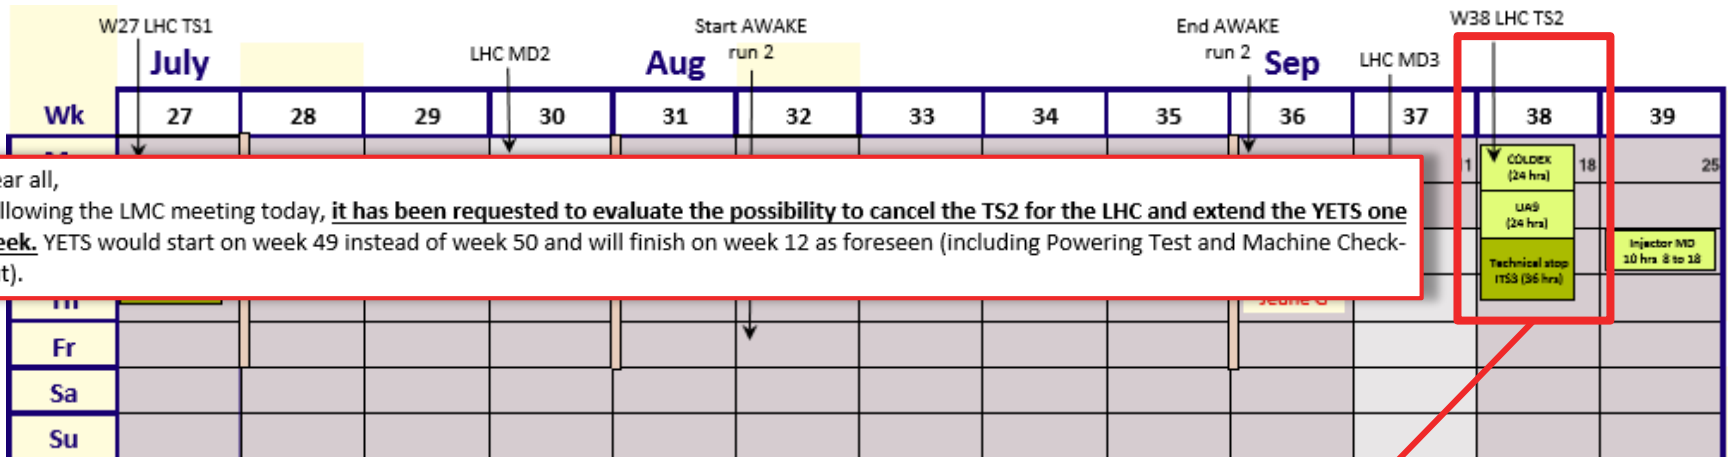 W27 LHC TS1
Start AWAKE
run 2
End AWAKE
run 2
W38 LHC TS2
July
LHC MD2
Aug
Sep
LHC MD3
Wk 27 28 29 30 31 32 33 34 35 36 37 38 39
ear all,
llowing the LMC meeting today, it has been requested to evaluate the possibility to cancel the TS2 for the LHC and extend the YETS one
eek. YETS would start on week 49 instead of week 50 and will finish on week 12 as foreseen (including Powering Test and Machine Check-
t).
COLDEX
(24 hrs)
18
25
UA9
(24 hrs)
Technical stop
ITS3 (36 hrs)
Injector MD
10 hrs 8 to 18
Fr
Sa
Su